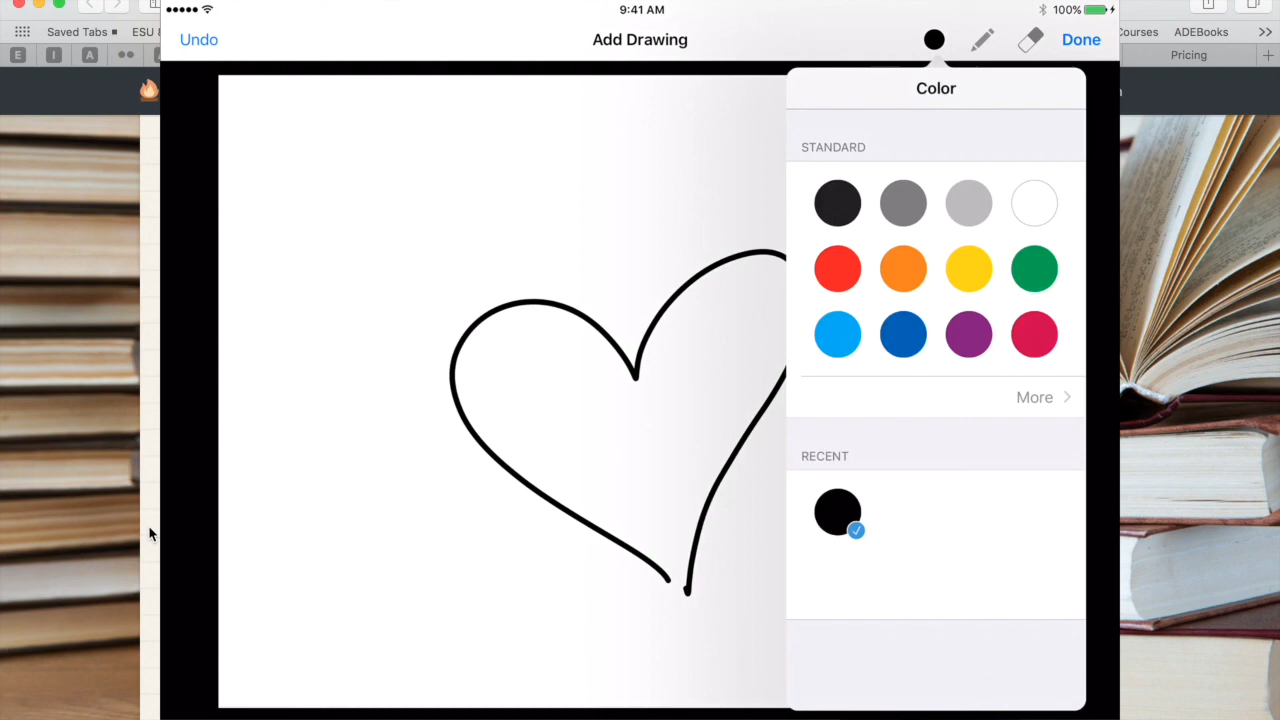 9:41 AM
100%
Undo
Add Drawing
Done
Saved Tabs
ESU &
Courses
ADEBooks
E
I
A
Pricing
Color
STANDARD
More
RECENT